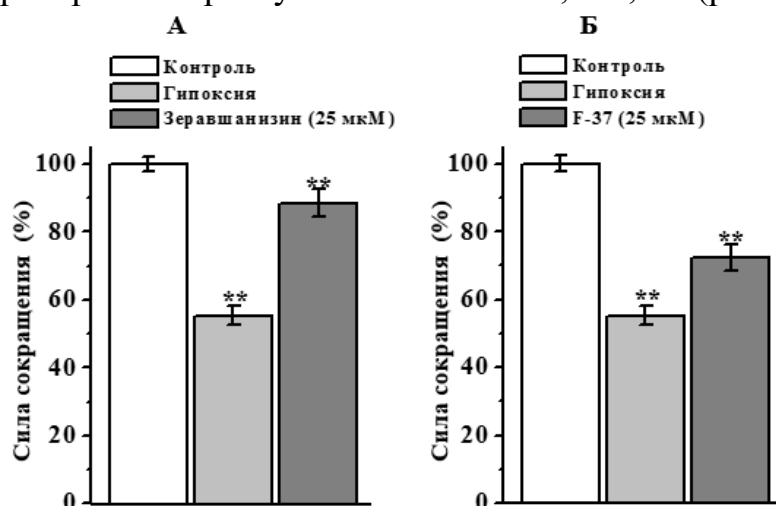 А
Контроль
Гипоксия
Зеравшанизин (25 мкМ)
100
80
60
40
20
0
Сила сокращения (%)
**
**
Б
Контроль
Гипоксия
F-37 (25 мкМ)
100
80
60
40
20
0
Сила сокращения (%)
**
**